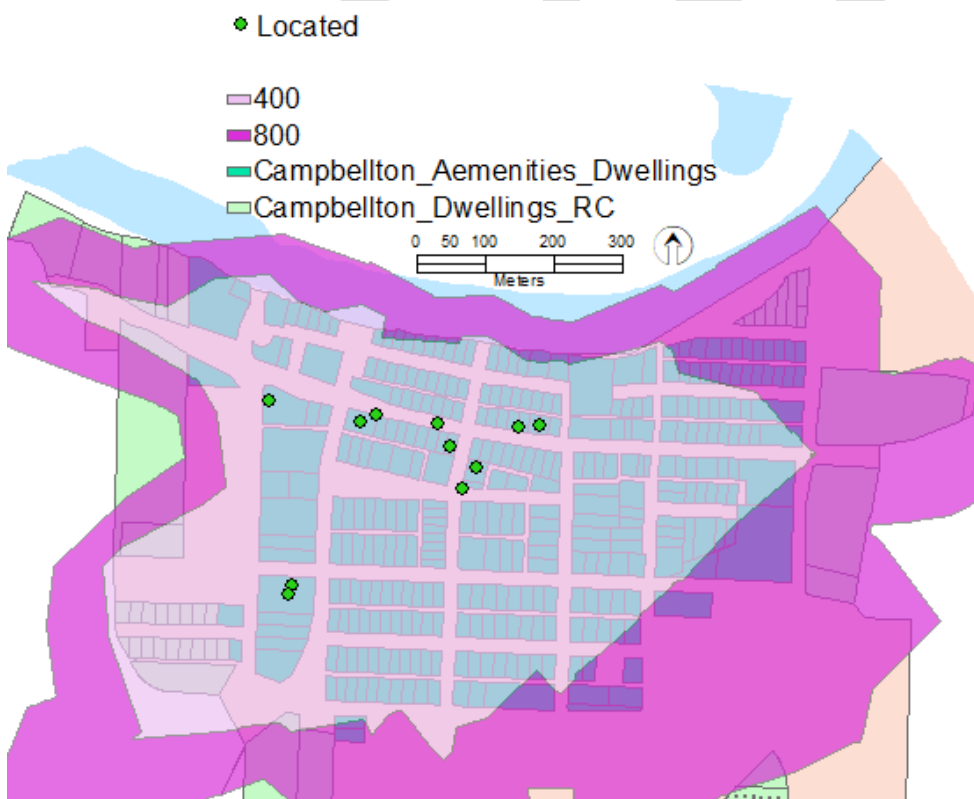 Located
400
800
Campbellton_Aemenities_Dwellings
Campbellton_Dwellings_RC
0 50 100 200 300
Meters